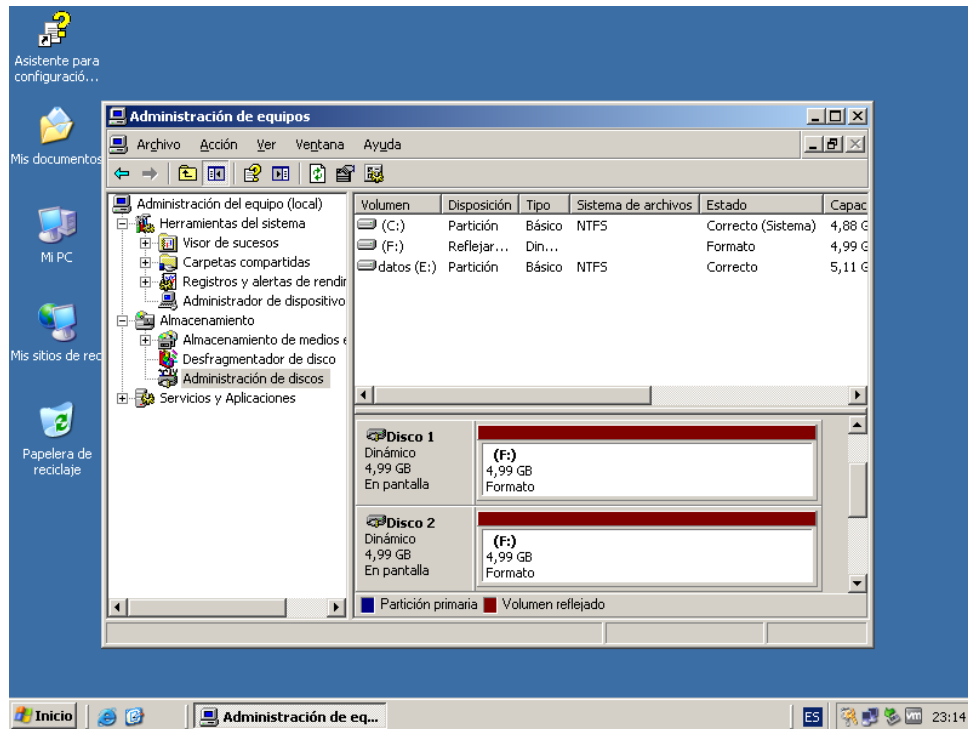 Asistente para
configuració...
Mis documentos
Mi PC
Mis sitios de rec
Papelera de
reciclaje
Administración de equipos
Archivo Acción Ver Ventana Ayuda
Administración del equipo (local)
Herramientas del sistema
Visor de sucesos
Carpetas compartidas
Registros y alertas de rendir
Administrador de dispositivo
Almacenamiento
Almacenamiento de medios e
Desfragmentador de disco
Administración de discos
Servicios y Aplicaciones
Volumen Disposición Tipo Sistema de archivos Estado Capac
(C:) Partición Básico NTFS Correcto (Sistema) 4,88 G
(F:) Reflejar... Din... Formato 4,99 G
datos (E:) Partición Básico NTFS Correcto 5,11 G
Disco 1
Dinámico
4,99 GB
En pantalla
(F:)
4,99 GB
Formato
Disco 2
Dinámico
4,99 GB
En pantalla
(F:)
4,99 GB
Formato
Partición primaria Volumen reflejado
Inicio Administración de eq... ES vm 23:14